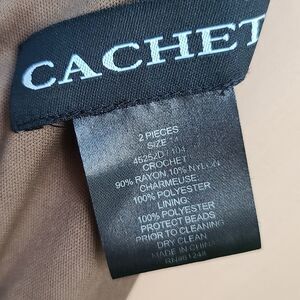 CACHET
2 PIECES
SIZE
CROCHET
90% RAYON, 10% NYLON
CHARMEUSE:
100% POLYESTER
LINING:
100% POLYESTER
PROTECT BEADS
PRIOR TO CLEANING
DRY CLEAN
MADE IN CHINA